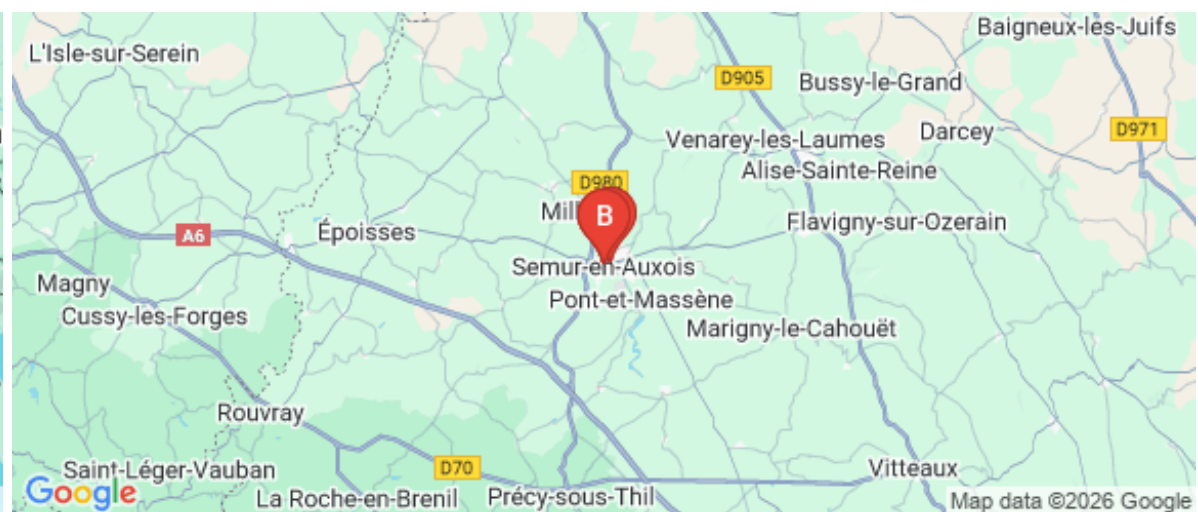 Baigneux-les-Juifs
L'Isle-sur-Serein
D905
Bussy-le-Grand
D971
Darcey
Venarey-les-Laumes
Alise-Sainte-Reine
D980
Mill
B
Flavigny-sur-Ozerain
Époisses
A6
Semur-en-Auxois
Magny
Pont-et-Massène
Cussy-les-Forges
Marigny-le-Cahouët
Rouvray
Saint-Léger-Vauban
D70
Vitteaux
Google
La Roche-en-Brenil
Précy-sous-Thil
Map data ©2026 Google